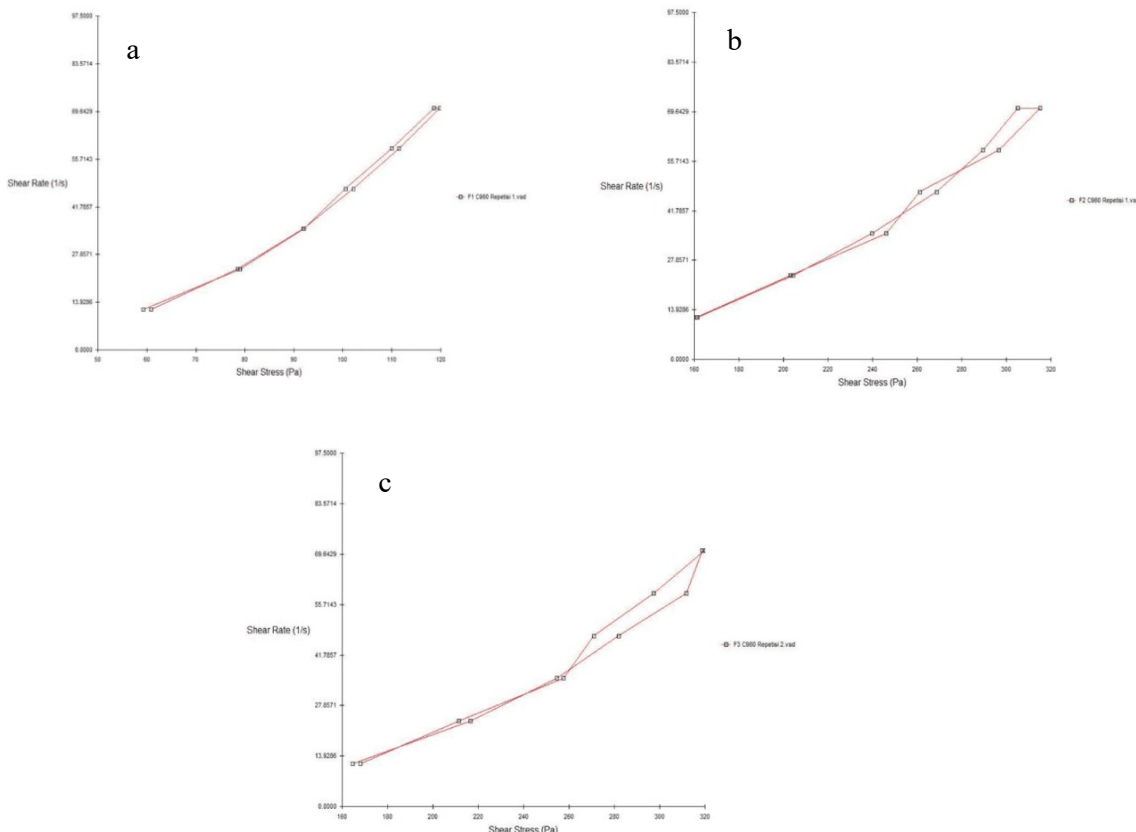 a
97.5000
83.5714
69.6429
55.7143
41.7857
27.8571
13.9286
0.0000
Shear Rate (1/s)
50 60 70 80 90 100 110 120
Shear Stress (Pa)
F1 C980 Repetisi 1.vsd
b
97.5000
83.5714
69.6429
55.7143
41.7857
27.8571
13.9286
0.0000
Shear Rate (1/s)
160 180 200 220 240 260 280 300 320
Shear Stress (Pa)
F2 C980 Repetisi 1.vsd
c
97.5000
83.5714
69.6429
55.7143
41.7857
27.8571
13.9286
0.0000
Shear Rate (1/s)
160 180 200 220 240 260 280 300 320
Shear Stress (Pa)
F3 C980 Repetisi 2.vsd